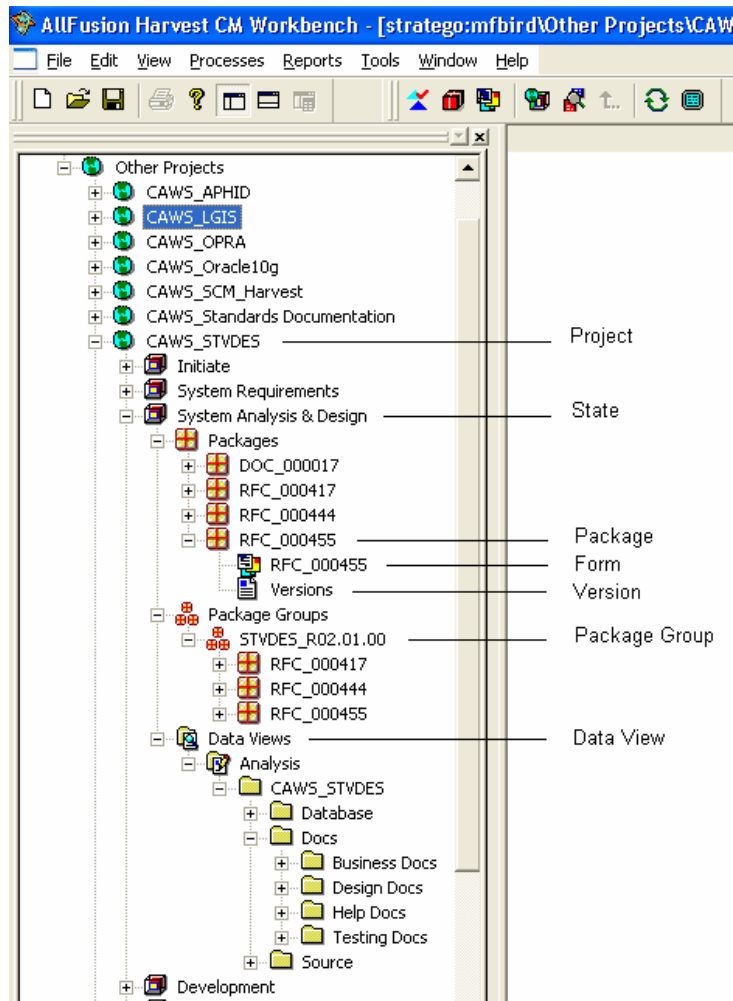 AllFusion Harvest CM Workbench - [stratego:mfbird\Other Projects\CAW
File Edit View Processes Reports Tools Window Help
Other Projects
CAWS_APHID
CAWS_LGIS
CAWS_OPRA
CAWS_Oracle10g
CAWS_SCM_Harvest
CAWS_Standards Documentation
CAWS_STVDES Project
Initiate
System Requirements
System Analysis & Design State
Packages
DOC_000017
RFC_000417
RFC_000444
RFC_000455 Package
RFC_000455 Form
Versions Version
Package Groups
STVDES_R02.01.00 Package Group
RFC_000417
RFC_000444
RFC_000455
Data Views Data View
Analysis
CAWS_STVDES
Database
Docs
Business Docs
Design Docs
Help Docs
Testing Docs
Source
Development